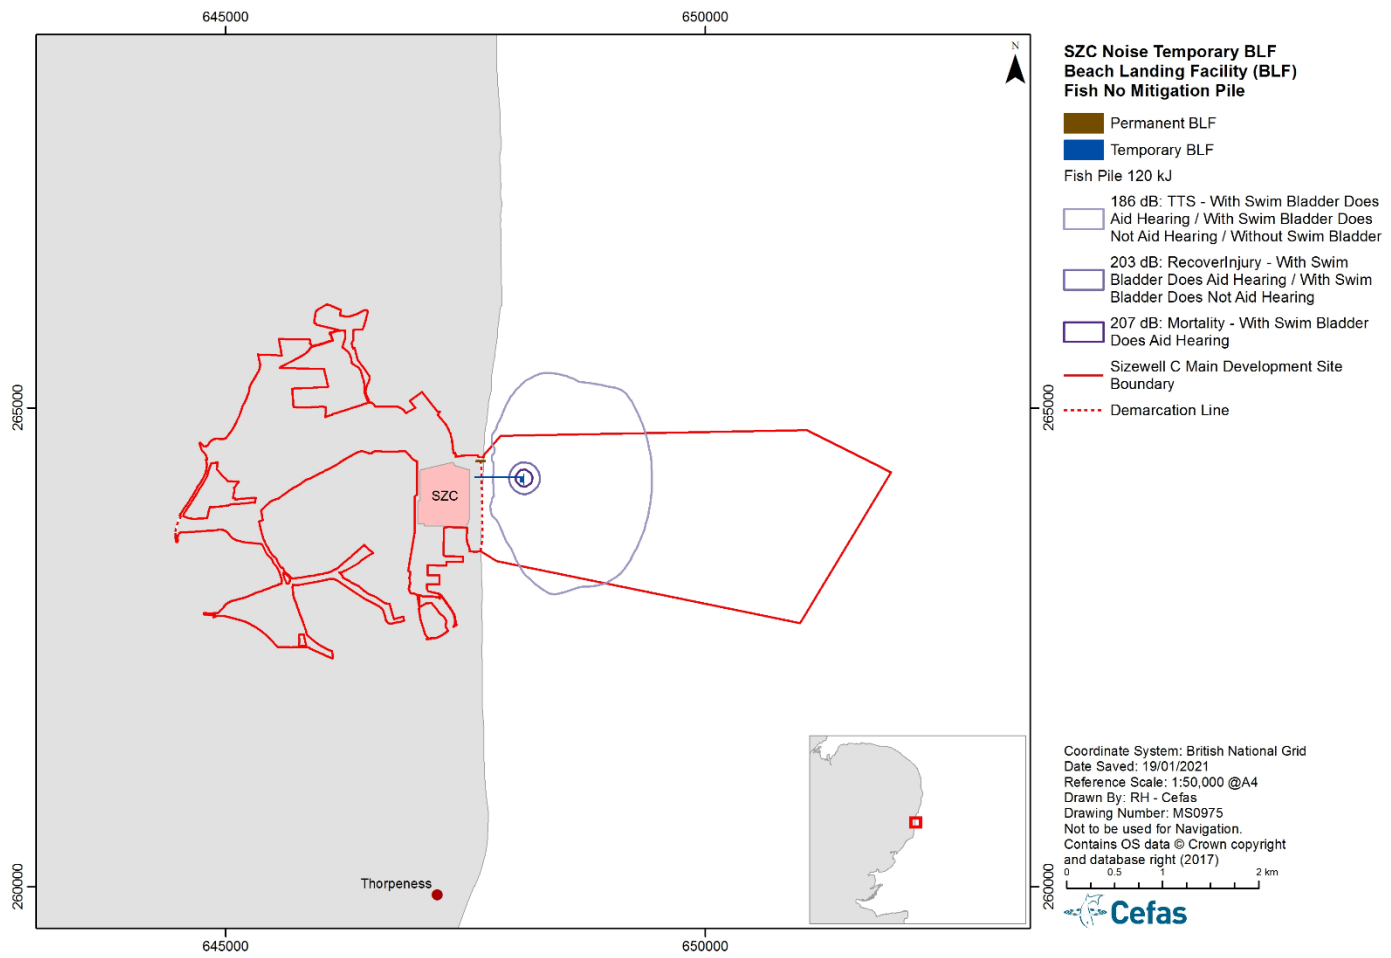 645000
650000
N
SZC Noise Temporary BLF
Beach Landing Facility (BLF)
Fish No Mitigation Pile
Permanent BLF
Temporary BLF
Fish Pile 120 kJ
186 dB: TTS - With Swim Bladder Does
Aid Hearing / With Swim Bladder Does
Not Aid Hearing / Without Swim Bladder
203 dB: RecoverInjury - With Swim
Bladder Does Aid Hearing / With Swim
Bladder Does Not Aid Hearing
207 dB: Mortality - With Swim Bladder
Does Aid Hearing
Sizewell C Main Development Site
Boundary
Demarcation Line
265000
265000
SZC
Thorpeness
260000
260000
645000
650000
Coordinate System: British National Grid
Date Saved: 19/01/2021
Reference Scale: 1:50,000 @A4
Drawn By: RH - Cefas
Drawing Number: MS0975
Not to be used for Navigation.
Contains OS data © Crown copyright
and database right (2017)
0 0.5 1 2 km
Cefas